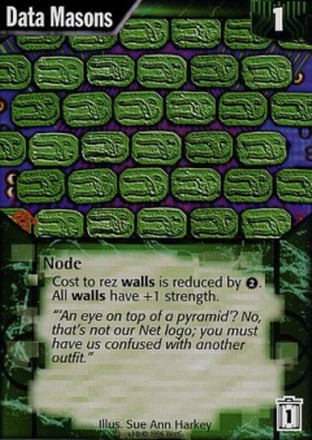 Data Masons
1
Node
Cost to rez walls is reduced by 2.
All walls have +1 strength.
"'An eye on top of a pyramid'? No,
that's not our Net logo; you must
have us confused with another
outfit."
Illus. Sue Ann Harkey
1